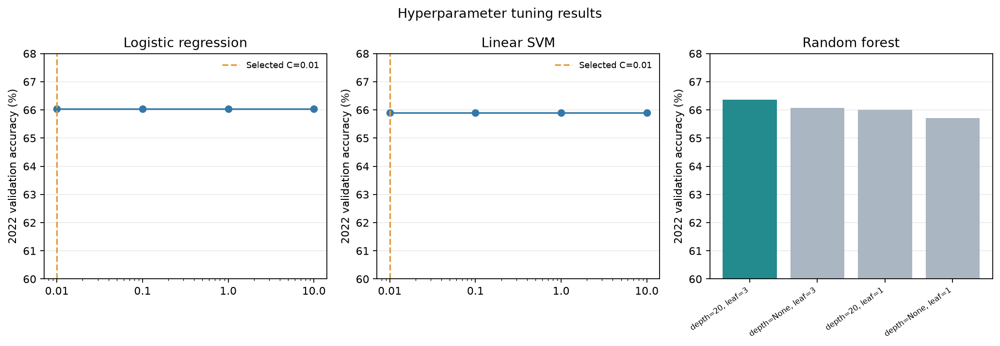 Hyperparameter tuning results
Logistic regression
2022 validation accuracy (%)
68
67
66
65
64
63
62
61
60
Selected C=0.01
0.01 0.1 1.0 10.0
Linear SVM
2022 validation accuracy (%)
68
67
66
65
64
63
62
61
60
Selected C=0.01
0.01 0.1 1.0 10.0
Random forest
2022 validation accuracy (%)
68
67
66
65
64
63
62
61
60
depth=20, leaf=3
depth=None, leaf=3
depth=20, leaf=1
depth=None, leaf=1